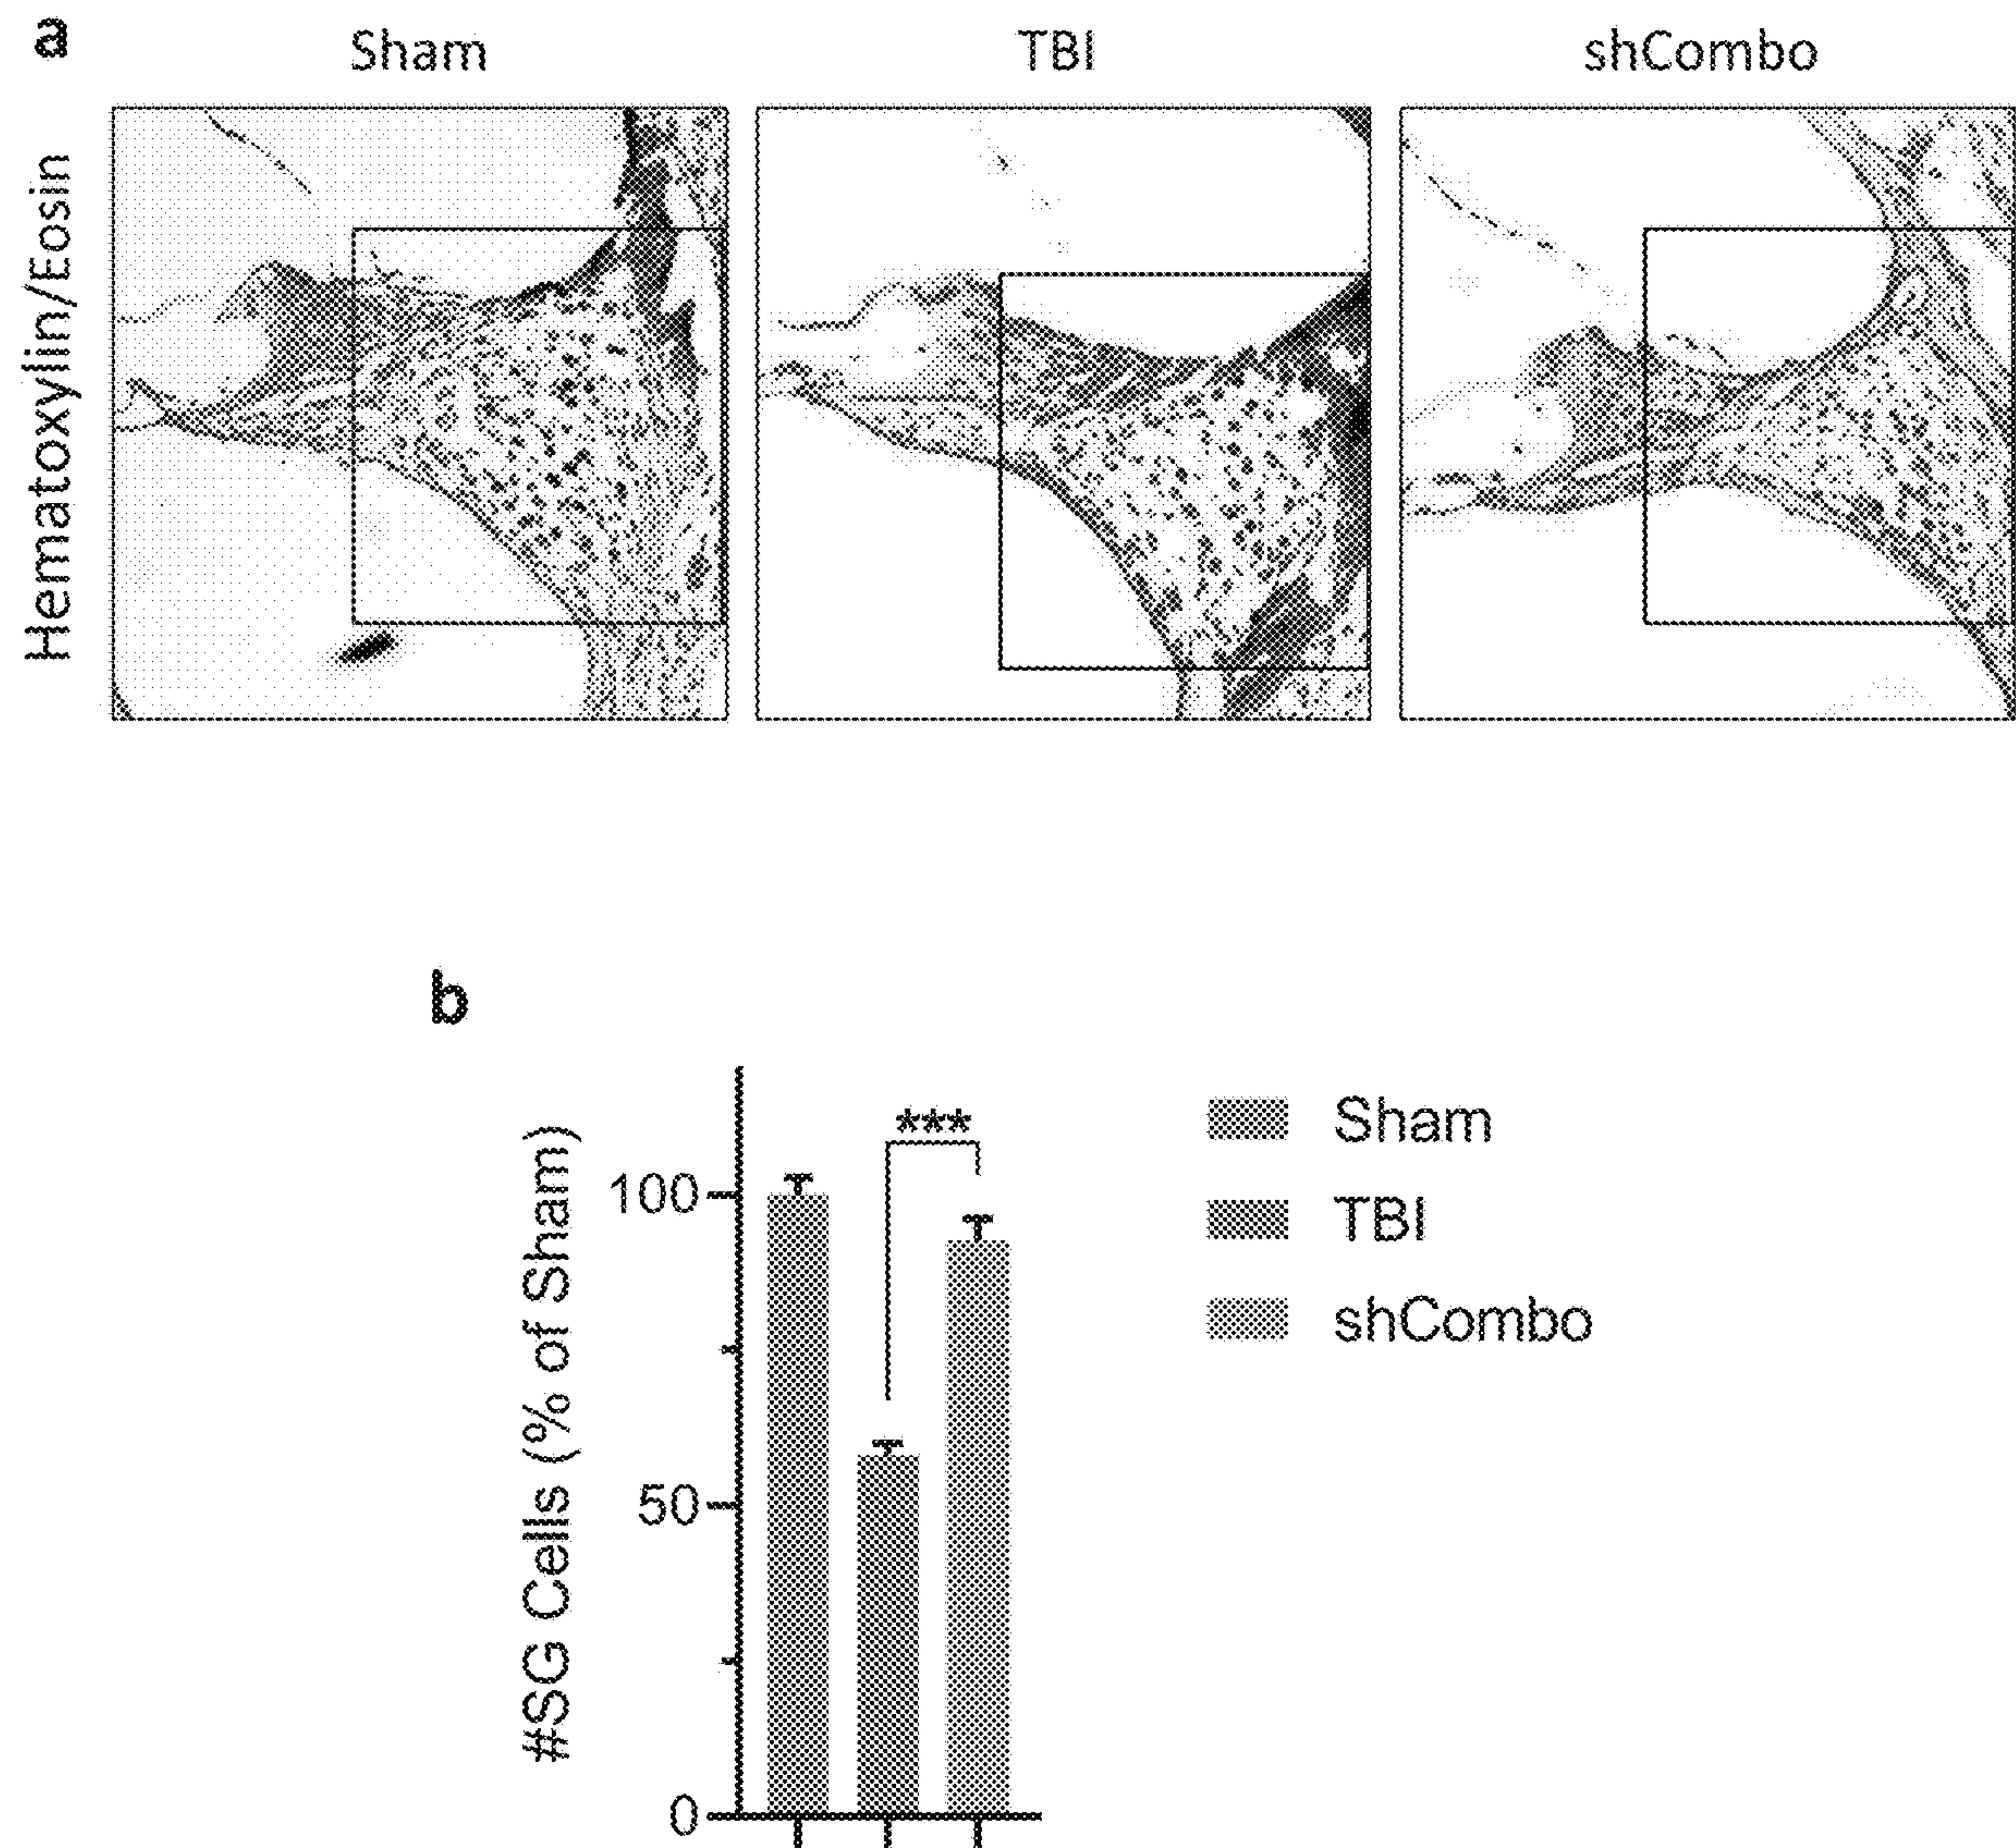 a
Sham
TBI
shCombo
Hematoxylin/Eosin
b
#SG Cells (% of Sham)
100
50
0
***
Sham
TBI
shCombo